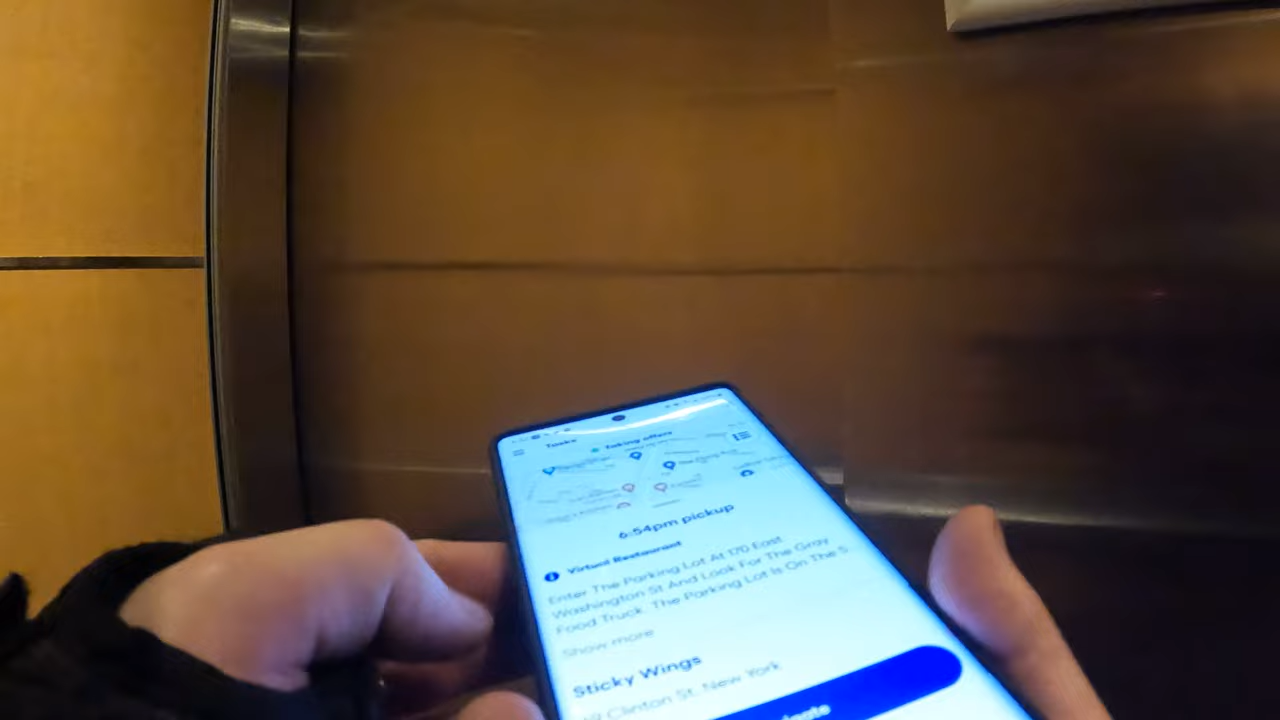 Tasks
Taking offers
6:54pm pickup
Virtual Restaurant
Enter The Parking Lot At 170 East
Washington St And Look For The Gray
Food Truck. The Parking Lot Is On The S
Show more
Sticky Wings
Clinton St, New York